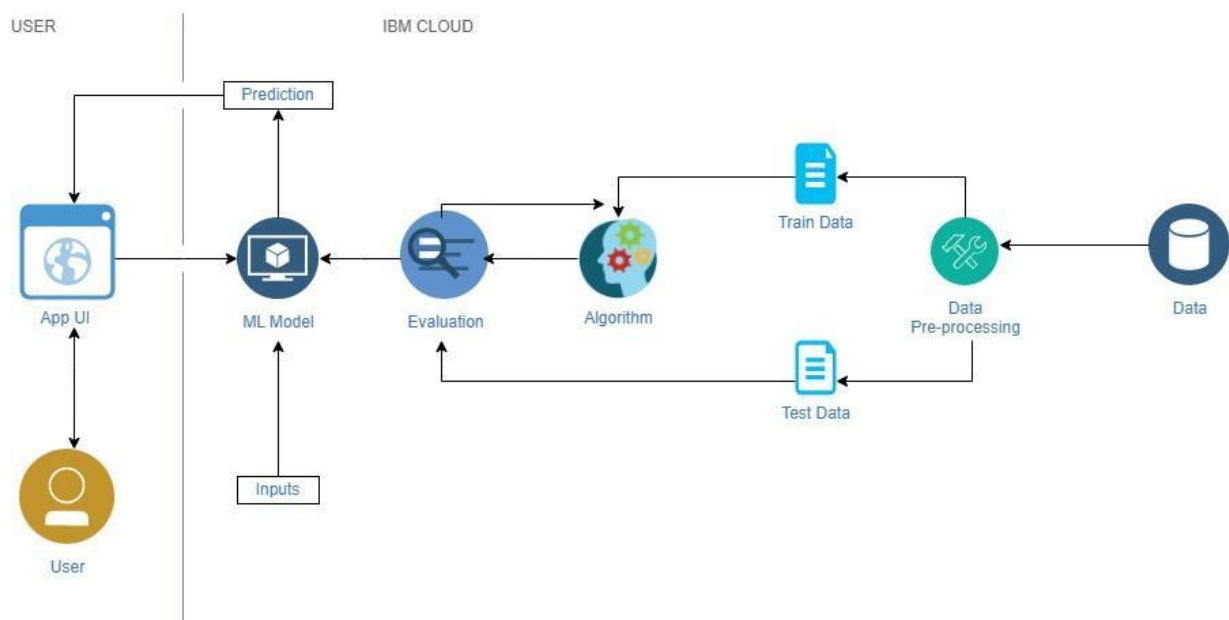 USER
IBM CLOUD
Prediction
Train Data
App UI
ML Model
Evaluation
Algorithm
Data
Pre-processing
Data
Test Data
Inputs
User